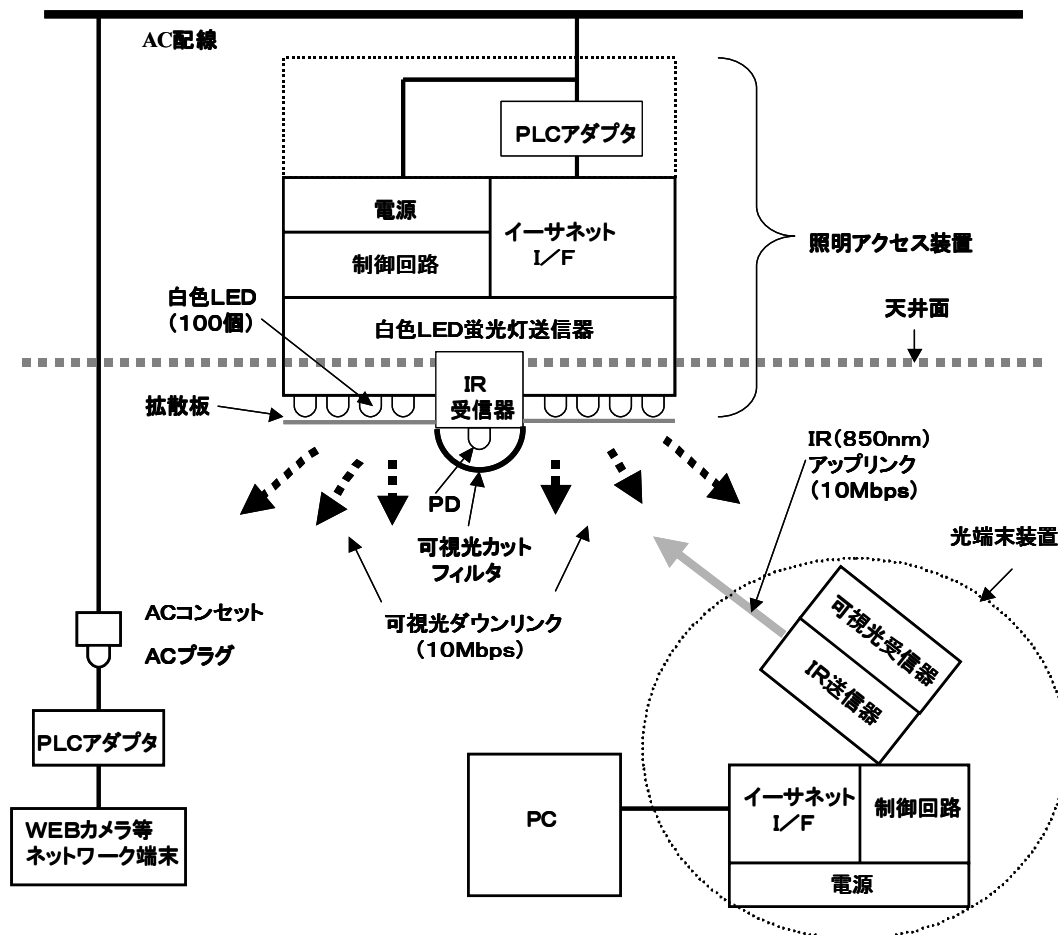 AC配線
PLCアダプタ
電源
イーサネット
I/F
制御回路
照明アクセス装置
白色LED
(100個)
白色LED蛍光灯送信器
天井面
IR
受信器
拡散板
IR(850nm)
アップリンク
(10Mbps)
PD
光端末装置
可視光カット
フィルタ
ACコンセット
可視光ダウンリンク
(10Mbps)
ACプラグ
可視光受信器
IR送信器
PLCアダプタ
イーサネット
I/F
制御回路
PC
WEBカメラ等
ネットワーク端末
電源